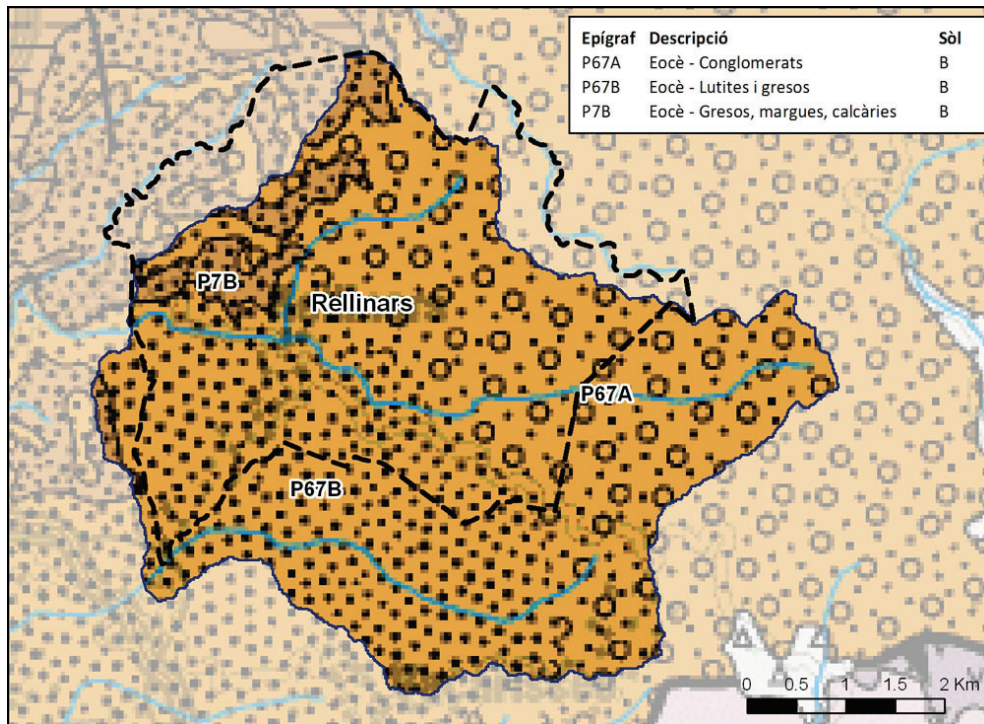 Epígraf Descripció Sòl
P67A Eocè - Conglomerats B
P67B Eocè - Lutites i gresos B
P7B Eocè - Gresos, margues, calcàries B
P7B
Rellinars
P67A
P67B
0 0.5 1 1.5 2 Km